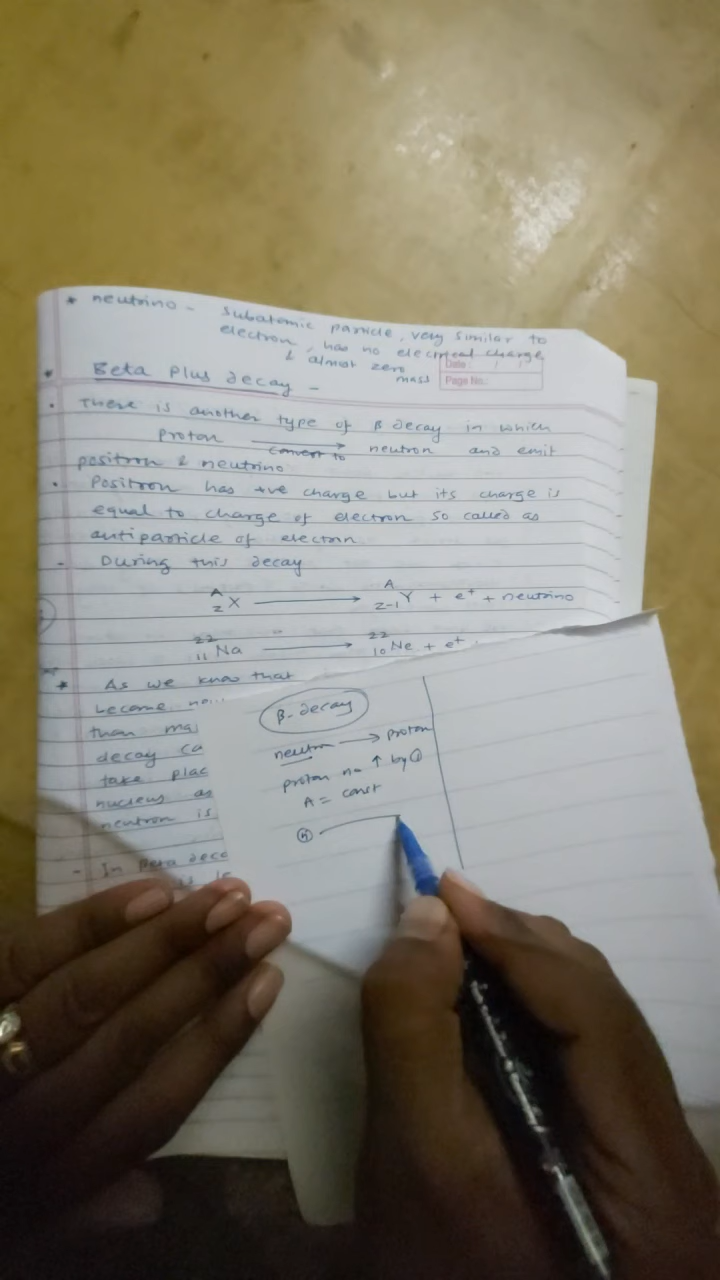 * neutrino - subatomic particle, very similar to
electron, has no electrical charge
& almost zero
mass
Date : / /
Page No.:
* Beta plus decay -
• There is another type of β decay in which
proton convert to neutron and emit
positron & neutrino
• Positron has +ve charge but its charge is
equal to charge of electron so called as
antiparticle of electron
- During this decay
A Z X → A Z-1 Y + e+ + neutrino
22 11 Na → 22 10 Ne + e+
* As we know that
become
than
decay
take
nucleus as
neutron is
- In Beta
is
β-decay
neutron → proton
proton no ↑ by 1
A = const
n